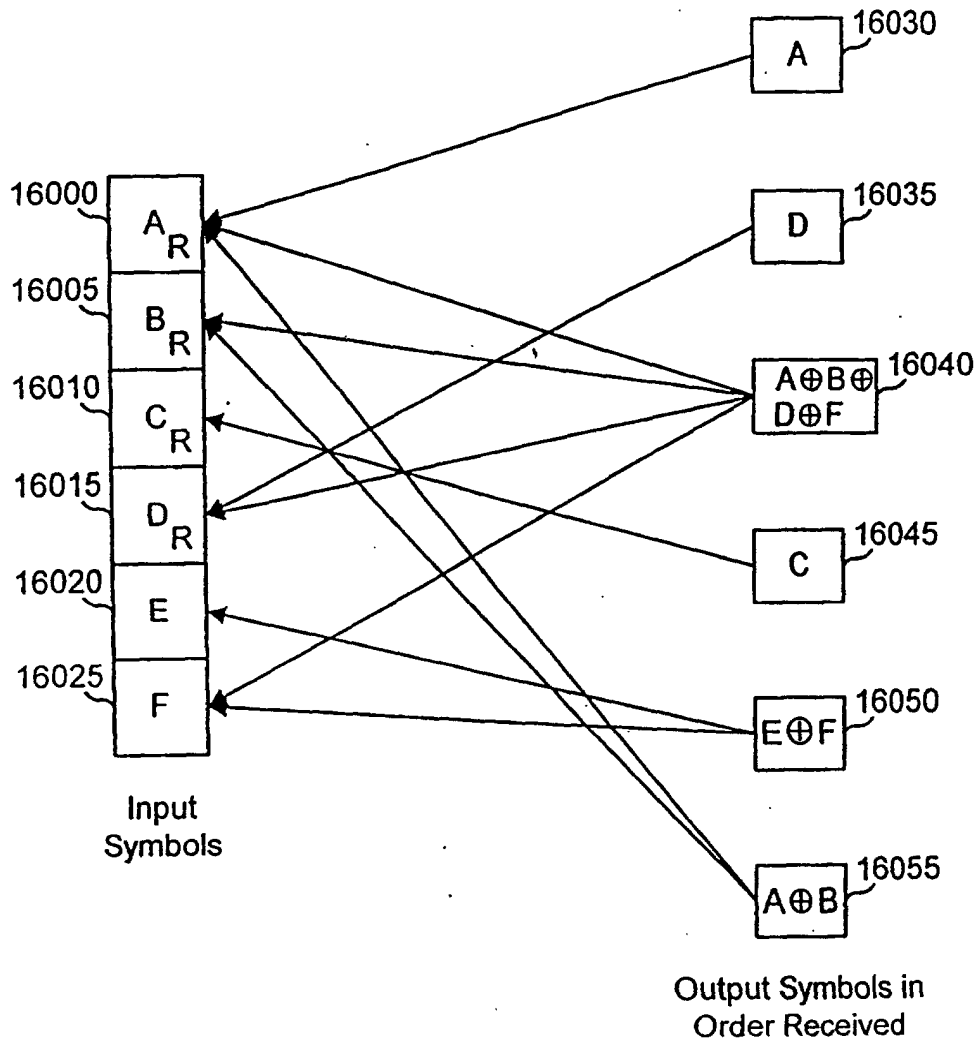 16030
A
16035
D
16000
A R
16005
B R
16010
C R
16015
D R
16020
E
16025
F
Input
Symbols
16040
A⊕B⊕
D⊕F
16045
C
16050
E⊕F
16055
A⊕B
Output Symbols in
Order Received